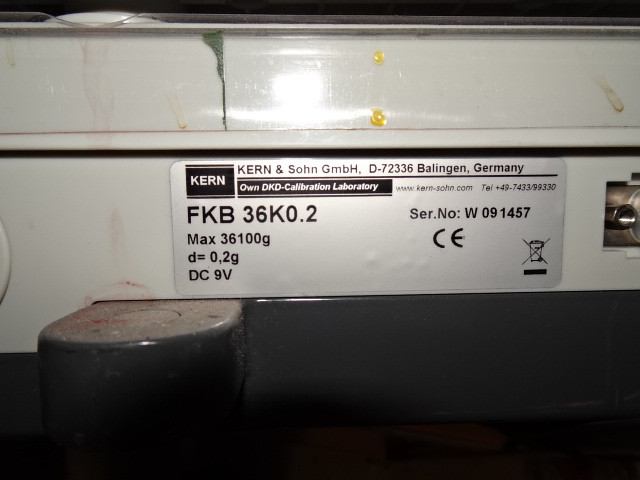 KERN
KERN & Sohn GmbH, D-72336 Balingen, Germany
Own DKD-Calibration Laboratory www.kern-sohn.com Tel +49-7433/99330
FKB 36K0.2 Ser.No: W 091457
Max 36100g CE
d= 0,2g
DC 9V